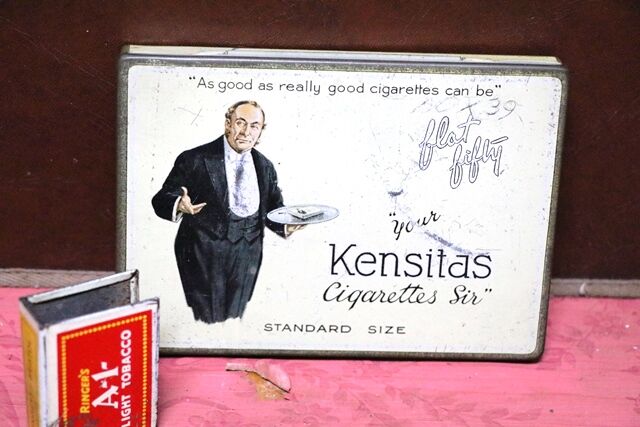 "As good as really good cigarettes can be"
flat
fifty
"your
Kensitas
Cigarettes Sir"
STANDARD SIZE
RINGER'S
A-1
LIGHT TOBACCO